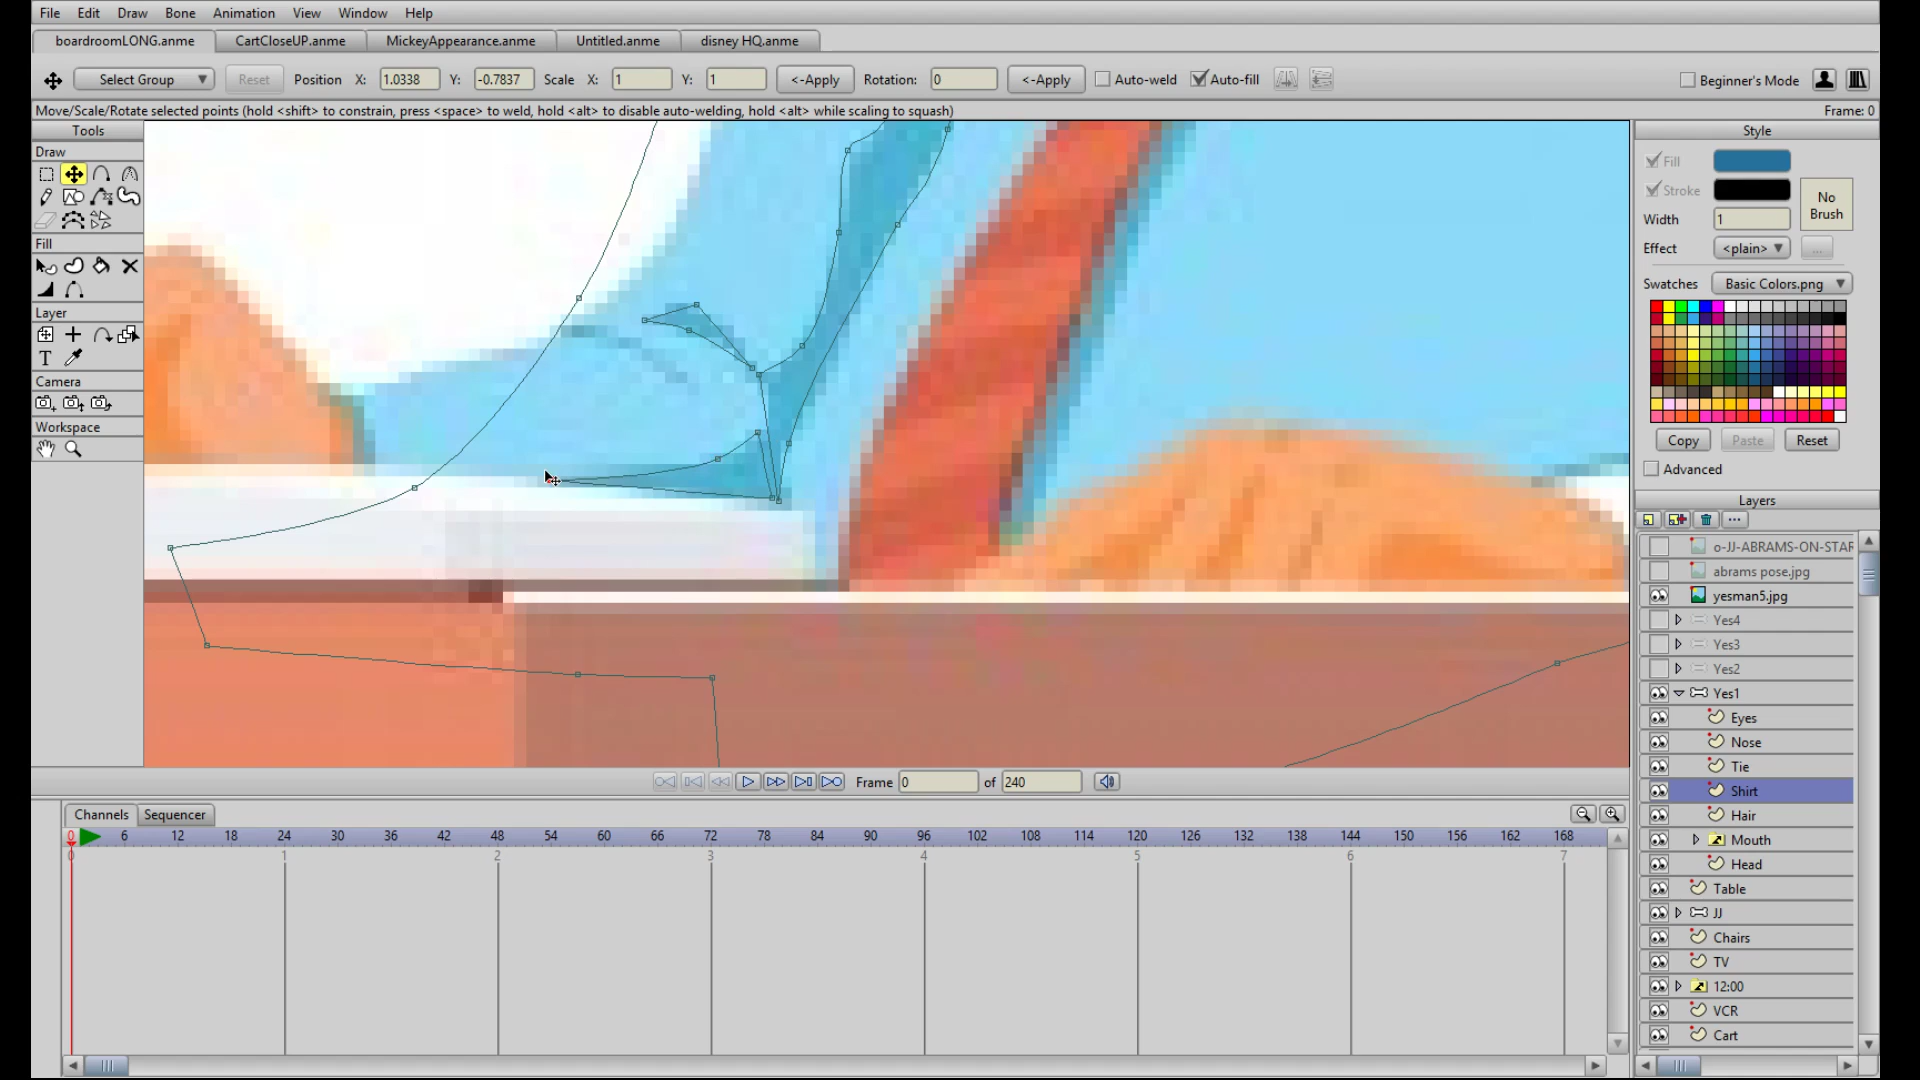 File Edit Draw Bone Animation View Window Help
boardroomLONG.anme CartCloseUP.anme MickeyAppearance.anme Untitled.anme disney HQ.anme
Select Group Reset Position X: 1.0338 Y: -0.7837 Scale X: 1 Y: 1 <-Apply Rotation: 0 <-Apply Auto-weld Auto-fill Beginner's Mode
Move/Scale/Rotate selected points (hold <shift> to constrain, press <space> to weld, hold <alt> to disable auto-welding, hold <alt> while scaling to squash) Frame: 0
Tools
Draw
Fill
Layer
T
Camera
Workspace
Style
Fill
Stroke
No Brush
Width 1
Effect <plain> ...
Swatches Basic Colors.png
Copy Paste Reset
Advanced
Layers
...
o-JJ-ABRAMS-ON-STAR
abrams pose.jpg
yesman5.jpg
Yes4
Yes3
Yes2
Yes1
Eyes
Nose
Tie
Shirt
Hair
Mouth
Head
Table
JJ
Chairs
TV
12:00
VCR
Cart
Frame 0 of 240
Channels Sequencer
0 6 12 18 24 30 36 42 48 54 60 66 72 78 84 90 96 102 108 114 120 126 132 138 144 150 156 162 168
0 1 2 3 4 5 6 7